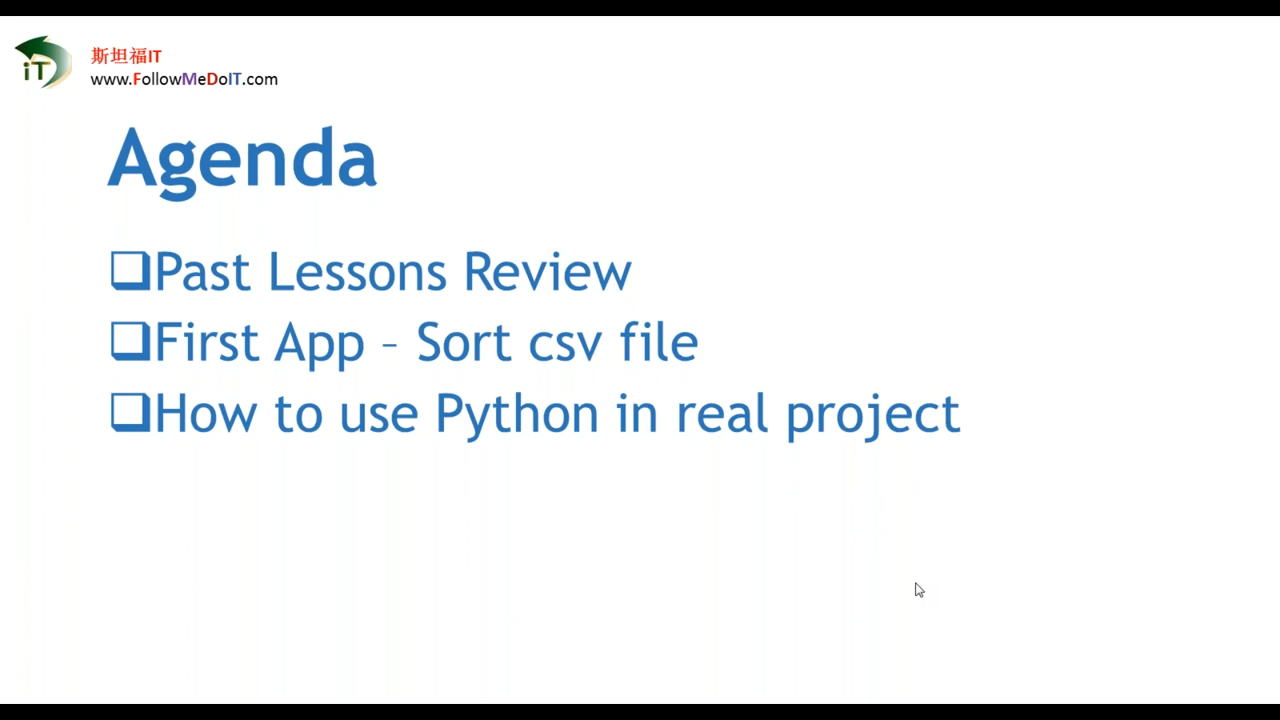 iT
斯坦福IT
www.FollowMeDoIT.com
Agenda
❑Past Lessons Review
❑First App – Sort csv file
❑How to use Python in real project